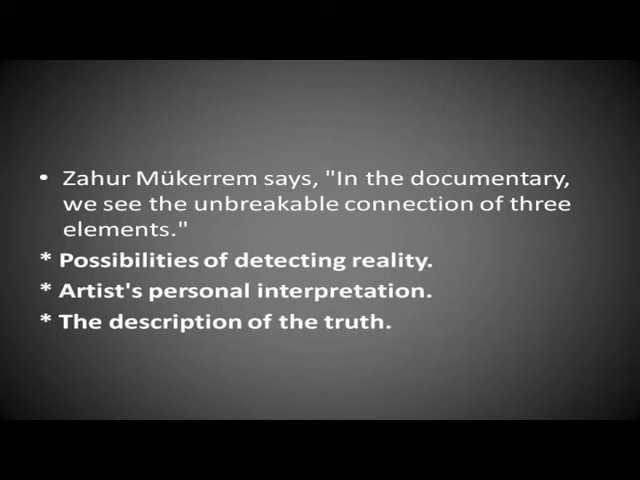 • Zahur Mükerrem says, "In the documentary,
we see the unbreakable connection of three
elements."
* Possibilities of detecting reality.
* Artist's personal interpretation.
* The description of the truth.